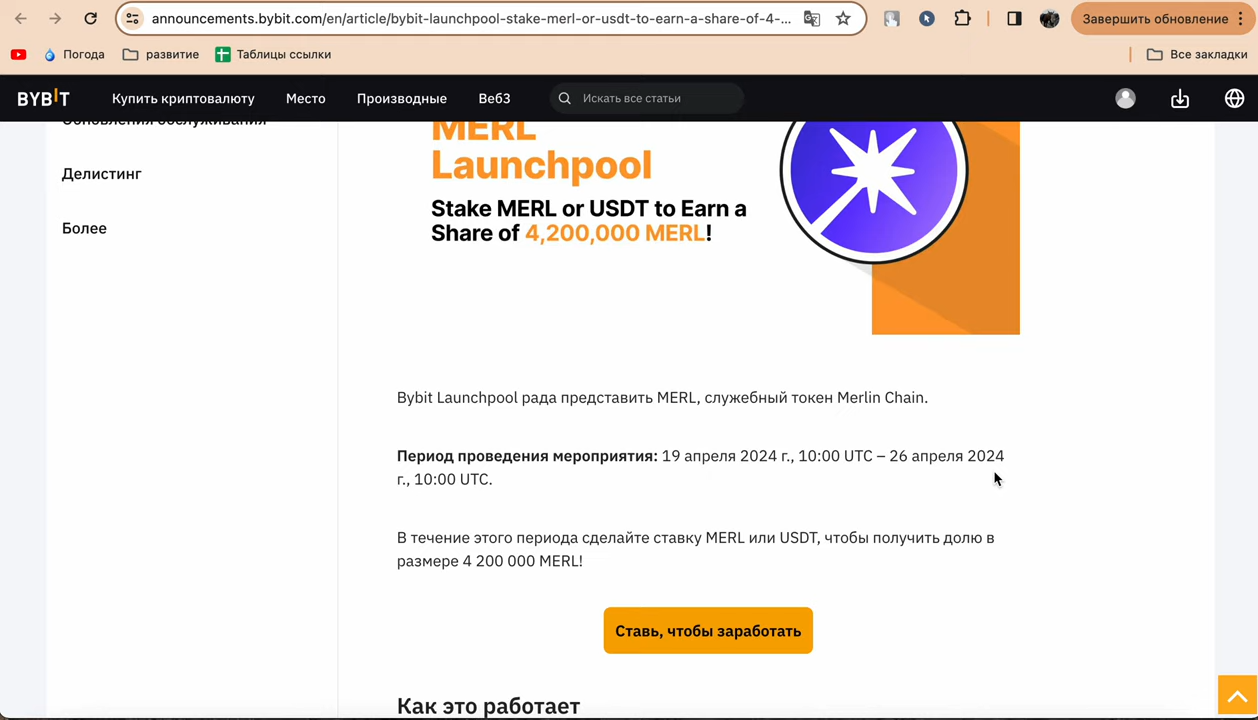 announcements.bybit.com/en/article/bybit-launchpool-stake-merl-or-usdt-to-earn-a-share-of-4-...
Завершить обновление
Погода
развитие
Таблицы ссылки
Все закладки
BYBIT
Купить криптовалюту
Место
Производные
Веб3
Искать все статьи
Обновления обслуживания
Делистинг
Более
MERL
Launchpool
Stake MERL or USDT to Earn a
Share of 4,200,000 MERL!
Bybit Launchpool рада представить MERL, служебный токен Merlin Chain.
Период проведения мероприятия: 19 апреля 2024 г., 10:00 UTC – 26 апреля 2024
г., 10:00 UTC.
В течение этого периода сделайте ставку MERL или USDT, чтобы получить долю в
размере 4 200 000 MERL!
Ставь, чтобы заработать
Как это работает